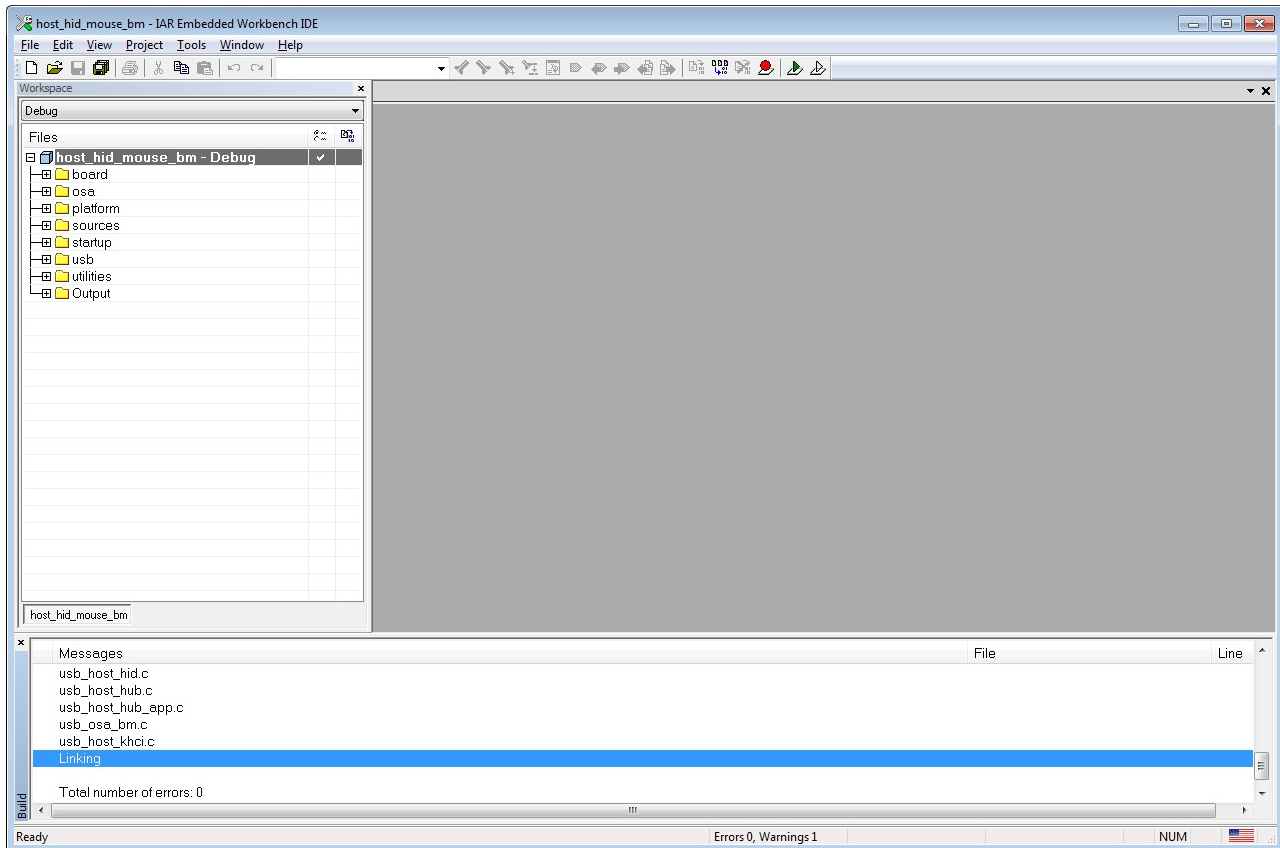 host_hid_mouse_bm - IAR Embedded Workbench IDE
File Edit View Project Tools Window Help
Workspace
Debug
Files
host_hid_mouse_bm - Debug
board
osa
platform
sources
startup
usb
utilities
Output
host_hid_mouse_bm
Messages File Line
usb_host_hid.c
usb_host_hub.c
usb_host_hub_app.c
usb_osa_bm.c
usb_host_khci.c
Linking
Total number of errors: 0
Build
Ready Errors 0, Warnings 1 NUM